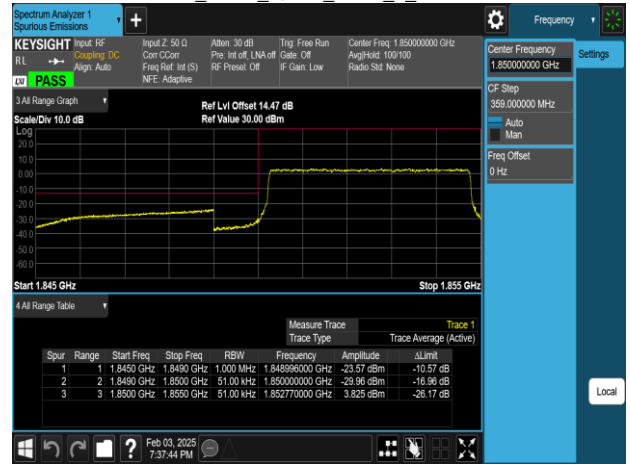 Spectrum Analyzer 1
Spurious Emissions
Frequency
KEYSIGHT
Input: RF
Input Z: 50 Ω
Atten: 30 dB
Trig: Free Run
Center Freq: 1.850000000 GHz
RL
Coupling: DC
Corr CCorr
Pre: Int off, LNA off
Gate: Off
Avg|Hold: 100/100
Align: Auto
Freq Ref: Int (S)
RF Preset: Off
IF Gain: Low
Radio Std: None
NFE: Adaptive
LXI
PASS
Center Frequency
1.850000000 GHz
Settings
CF Step
359.000000 MHz
Auto
Man
Freq Offset
0 Hz
3 All Range Graph
Ref Lvl Offset 14.47 dB
Scale/Div 10.0 dB
Ref Value 30.00 dBm
Log
20.0
10.0
0.00
-10.0
-20.0
-30.0
-40.0
-50.0
-60.0
Start 1.845 GHz
Stop 1.855 GHz
4 All Range Table
Measure Trace Trace 1
Trace Type Trace Average (Active)
Spur Range Start Freq Stop Freq RBW Frequency Amplitude ΔLimit
1 1 1.8450 GHz 1.8490 GHz 1.000 MHz 1.848996000 GHz -23.57 dBm -10.57 dB
2 2 1.8490 GHz 1.8500 GHz 51.00 kHz 1.850000000 GHz -29.96 dBm -16.96 dB
3 3 1.8500 GHz 1.8550 GHz 51.00 kHz 1.852770000 GHz 3.825 dBm -26.17 dB
Local
?
Feb 03, 2025
7:37:44 PM